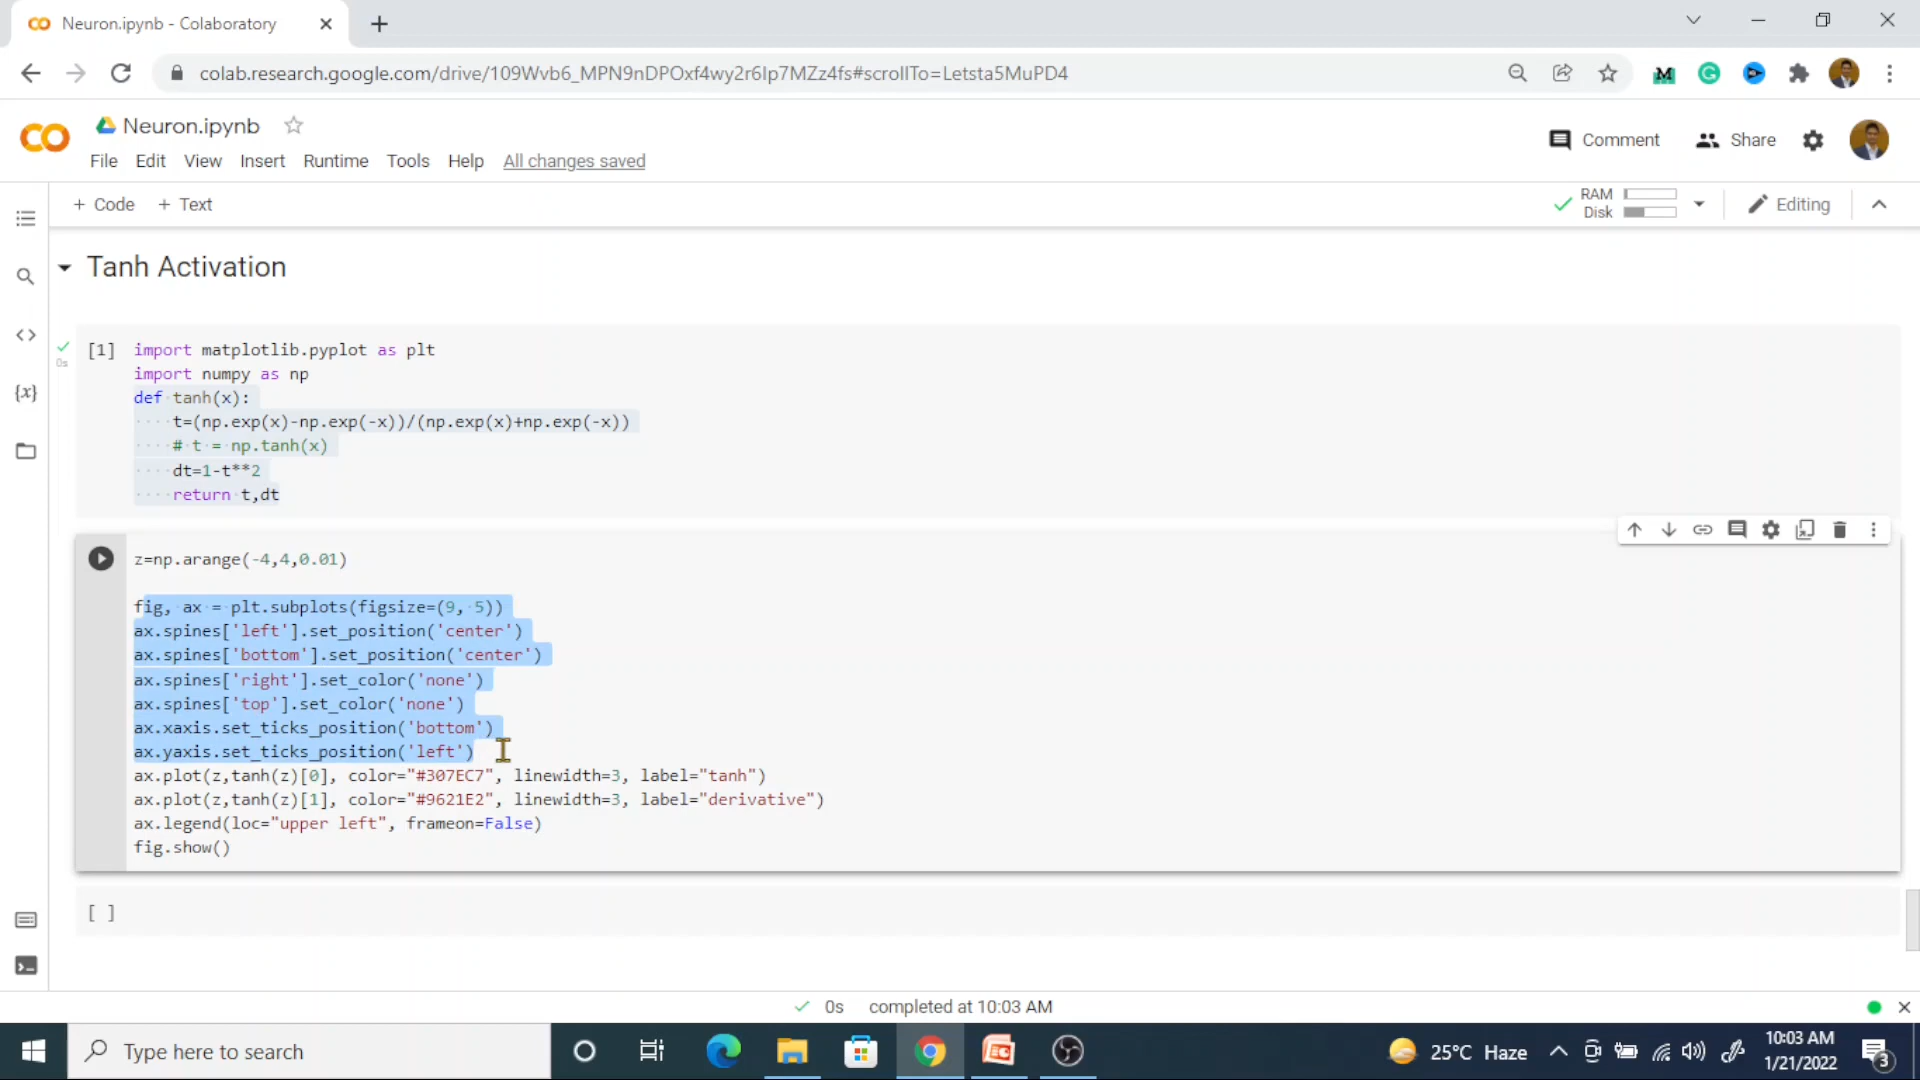 Neuron.ipynb - Colaboratory
colab.research.google.com/drive/109Wvb6_MPN9nDPOxf4wy2r6Ip7MZz4fs#scrollTo=Letsta5MuPD4
Neuron.ipynb
Comment
Share
File Edit View Insert Runtime Tools Help All changes saved
+ Code + Text
RAM
Disk
Editing
Tanh Activation
[1] import matplotlib.pyplot as plt
0s
import numpy as np
def tanh(x):
t=(np.exp(x)-np.exp(-x))/(np.exp(x)+np.exp(-x))
# t = np.tanh(x)
dt=1-t**2
return t,dt
z=np.arange(-4,4,0.01)
fig, ax = plt.subplots(figsize=(9, 5))
ax.spines['left'].set_position('center')
ax.spines['bottom'].set_position('center')
ax.spines['right'].set_color('none')
ax.spines['top'].set_color('none')
ax.xaxis.set_ticks_position('bottom')
ax.yaxis.set_ticks_position('left')
ax.plot(z,tanh(z)[0], color="#307EC7", linewidth=3, label="tanh")
ax.plot(z,tanh(z)[1], color="#9621E2", linewidth=3, label="derivative")
ax.legend(loc="upper left", frameon=False)
fig.show()
[ ]
0s completed at 10:03 AM
Type here to search
25°C Haze
10:03 AM
1/21/2022
3